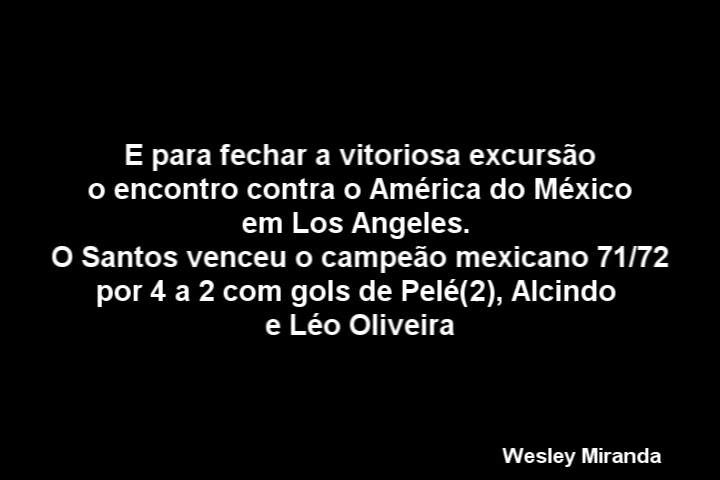 E para fechar a vitoriosa excursão
o encontro contra o América do México
em Los Angeles.
O Santos venceu o campeão mexicano 71/72
por 4 a 2 com gols de Pelé(2), Alcindo
e Léo Oliveira
Wesley Miranda